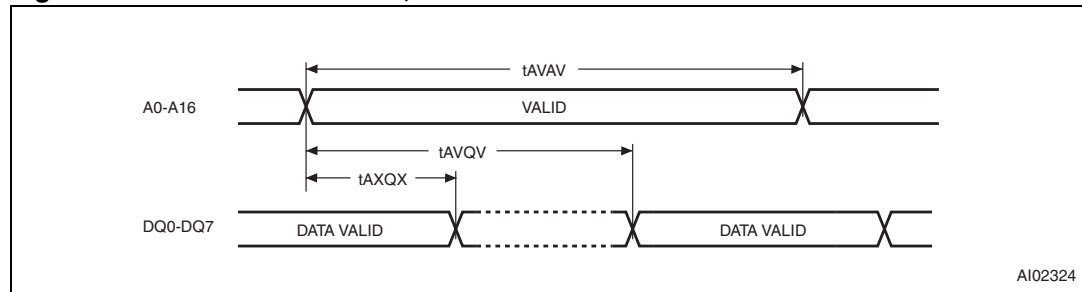 tAVAV
A0-A16
VALID
tAVQV
tAXQX
DQ0-DQ7
DATA VALID
DATA VALID
AI02324